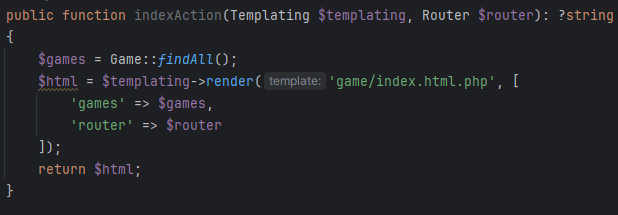 public function indexAction(Templating $templating, Router $router): ?string
{
    $games = Game::findAll();
    $html = $templating->render( template: 'game/index.html.php', [
        'games' => $games,
        'router' => $router
    ]);
    return $html;
}